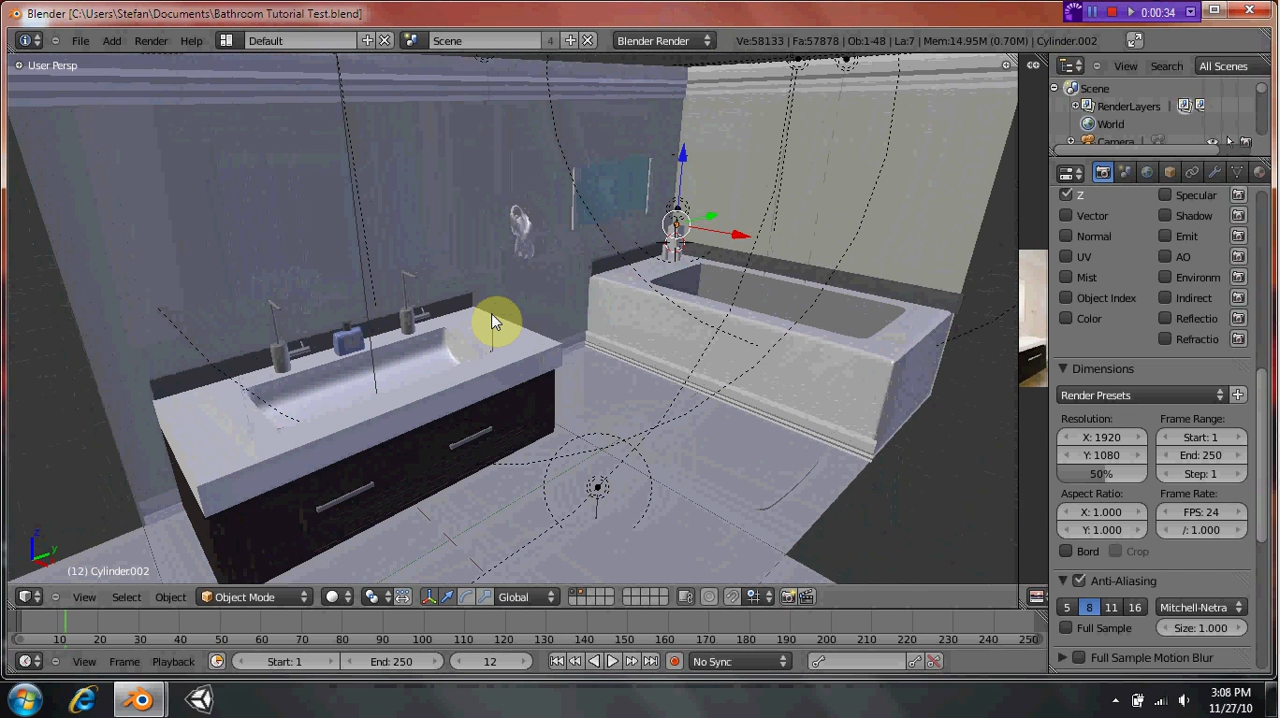 Blender [C:\Users\Stefan\Documents\Bathroom Tutorial Test.blend]
0:00:34
File Add Render Help Default Scene 4 Blender Render Ve:58133 | Fa:57878 | Ob:1-48 | La:7 | Mem:14.95M (0.70M) | Cylinder.002
User Persp
View Search All Scenes
Scene
RenderLayers
World
Camera
Z Specular
Vector Shadow
Normal Emit
UV AO
Mist Environm
Object Index Indirect
Color Reflectio
Refractio
Dimensions
Render Presets
Resolution: Frame Range:
X: 1920 Start: 1
Y: 1080 End: 250
50% Step: 1
Aspect Ratio: Frame Rate:
X: 1.000 FPS: 24
Y: 1.000 /: 1.000
Bord Crop
Anti-Aliasing
5 8 11 16 Mitchell-Netra
Full Sample Size: 1.000
Full Sample Motion Blur
z
y
(12) Cylinder.002
View Select Object Object Mode Global
10 20 30 40 50 60 70 80 90 100 110 120 130 140 150 160 170 180 190 200 210 220 230 240 250
View Frame Playback Start: 1 End: 250 12 No Sync
3:08 PM
11/27/10